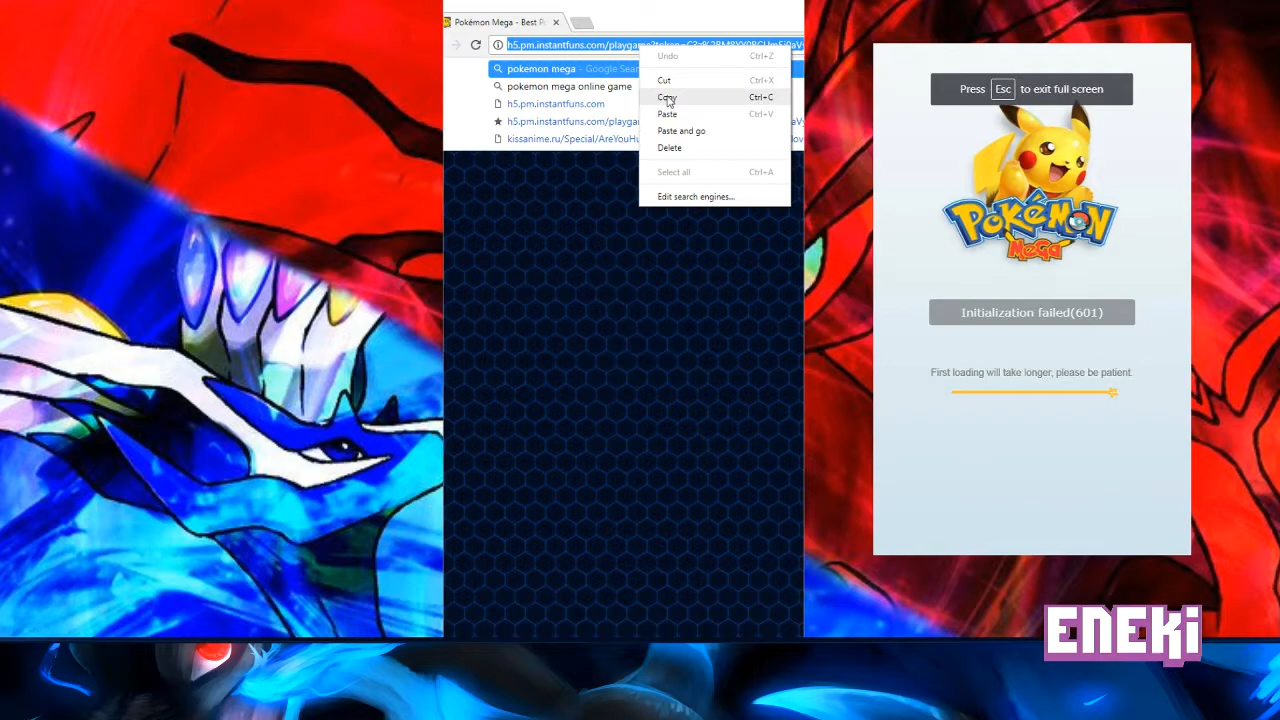 Pokémon Mega - Best P
h5.pm.instantfuns.com/playgame?token=
pokemon mega - Google Sear
pokemon mega online game
h5.pm.instantfuns.com
h5.pm.instantfuns.com/playga
kissanime.ru/Special/AreYouHu
Undo Ctrl+Z
Cut Ctrl+X
Copy Ctrl+C
Paste Ctrl+V
Paste and go
Delete
Select all Ctrl+A
Edit search engines...
Press Esc to exit full screen
POKéMON
MeGa
Initialization failed(601)
First loading will take longer, please be patient.
ENEKi